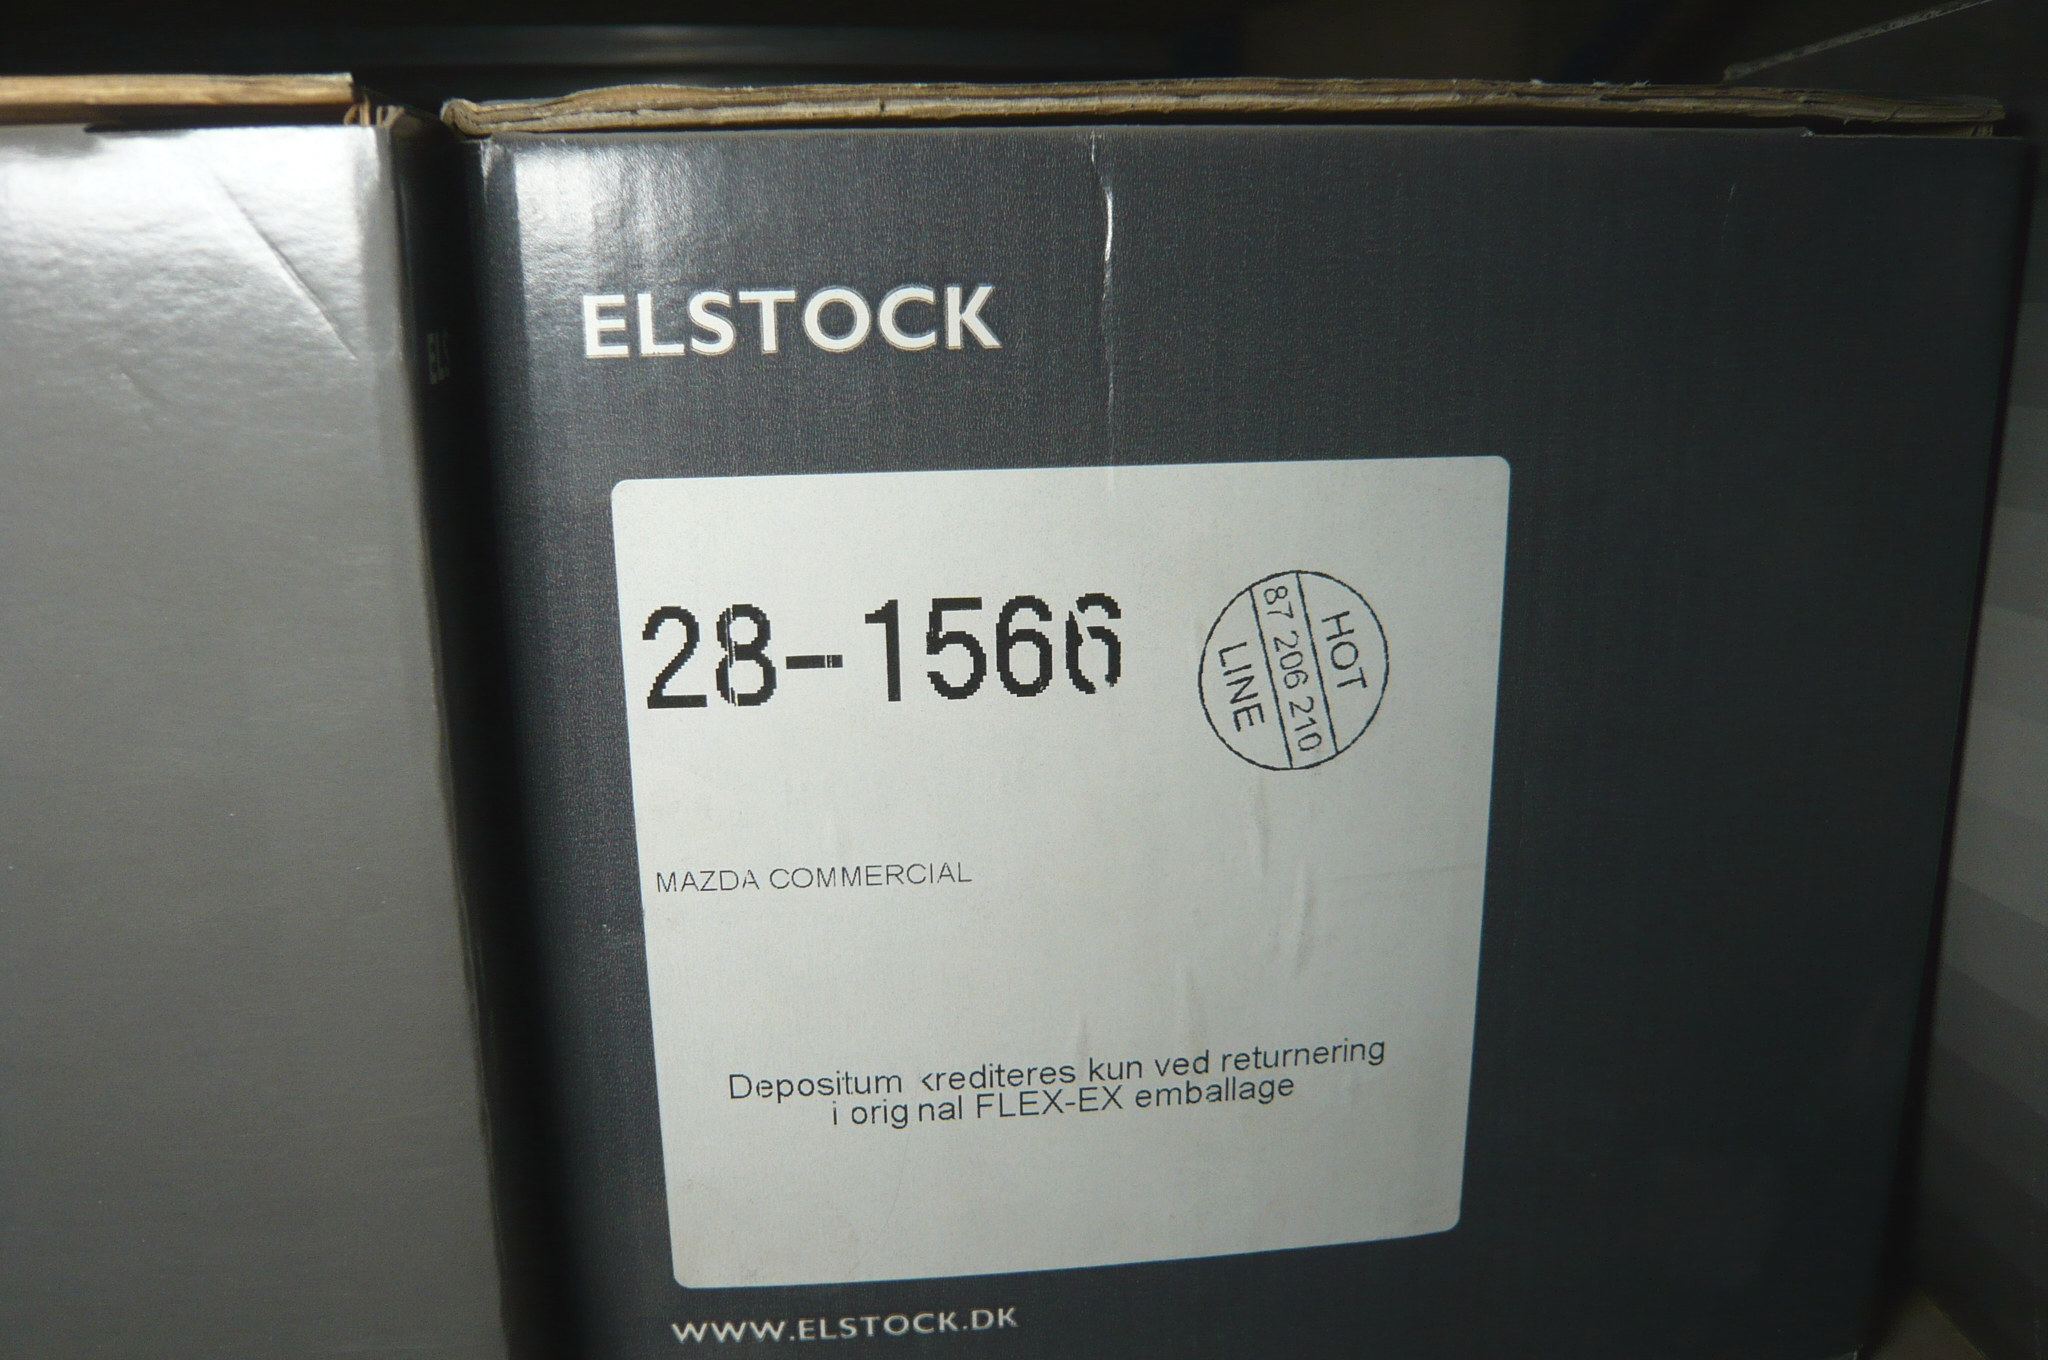 ELSTOCK
28-1566
HOT
87 206 210
LINE
MAZDA COMMERCIAL
Depositum krediteres kun ved returnering
i original FLEX-EX emballage
WWW.ELSTOCK.DK
ELS